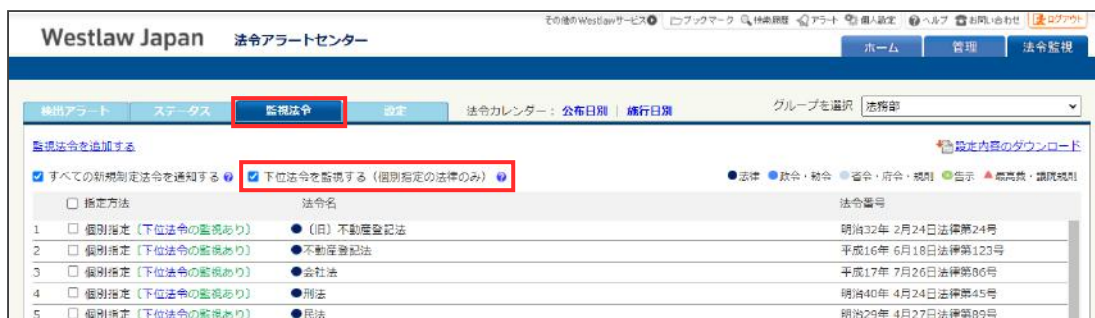 その他のWestlawサービス ブックマーク 検索履歴 アラート 個人設定 ヘルプ お問い合わせ ログアウト
Westlaw Japan 法令アラートセンター
ホーム 管理 法令監視
検出アラート ステータス 監視法令 設定 法令カレンダー： 公布日別 | 施行日別 グループを選択 法務部
監視法令を追加する 設定内容のダウンロード
すべての新規制定法令を通知する ? 下位法令を監視する（個別指定の法律のみ） ? ●法律 ●政令・勅令 ●省令・府令・規則 ●告示 ▲最高裁・議院規則
指定方法 法令名 法令番号
1 個別指定〔下位法令の監視あり〕 ●〔旧〕不動産登記法 明治32年 2月24日法律第24号
2 個別指定〔下位法令の監視あり〕 ●不動産登記法 平成16年 6月18日法律第123号
3 個別指定〔下位法令の監視あり〕 ●会社法 平成17年 7月26日法律第86号
4 個別指定〔下位法令の監視あり〕 ●刑法 明治40年 4月24日法律第45号
5 個別指定〔下位法令の監視あり〕 ●民法 明治29年 4月27日法律第89号